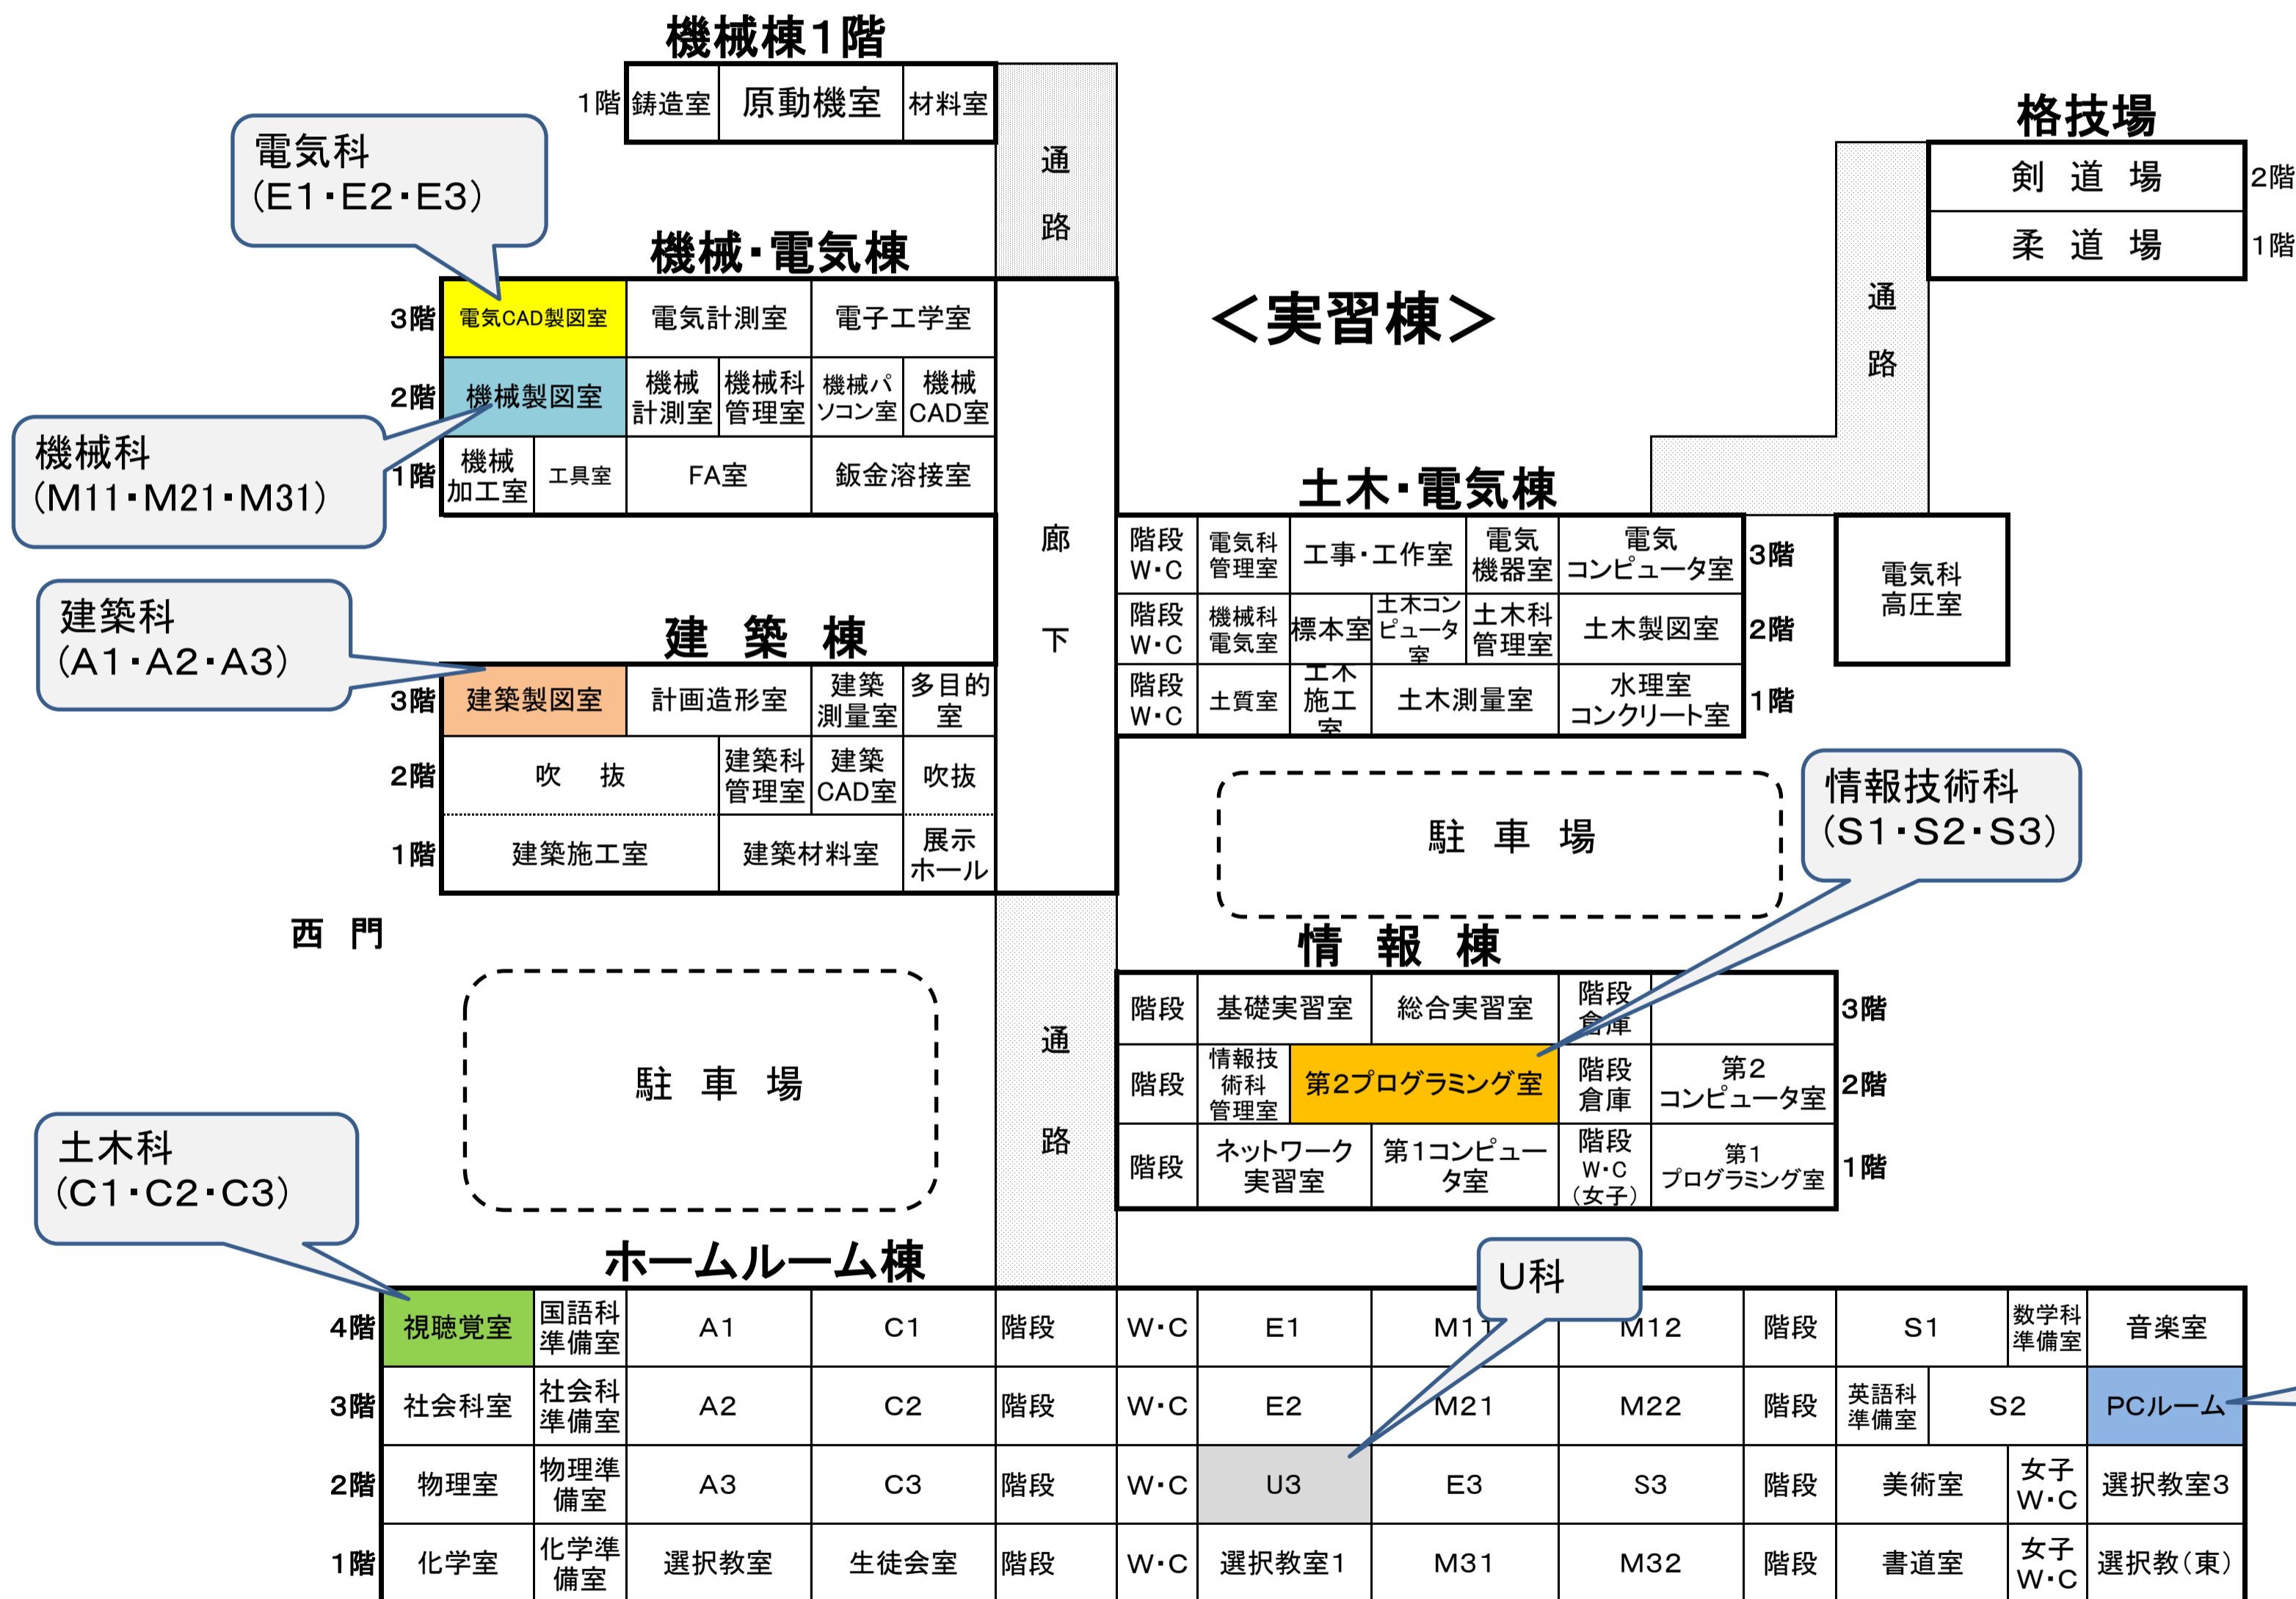 機械棟1階
1階 鋳造室 原動機室 材料室
通
路
格技場
剣 道 場 2階
柔 道 場 1階
通
路
電気科
(E1・E2・E3)
機械・電気棟
3階 電気CAD製図室 電気計測室 電子工学室
2階 機械製図室 機械
計測室 機械科
管理室 機械パ
ソコン室 機械
CAD室
1階 機械
加工室 工具室 FA室 鈑金溶接室
<実習棟>
機械科
(M11・M21・M31)
廊
下
土木・電気棟
階段
W・C 電気科
管理室 工事・工作室 電気
機器室 電気
コンピュータ室 3階
階段
W・C 機械科
電気室 標本室 土木コン
ピュータ
室 土木科
管理室 土木製図室 2階
階段
W・C 土質室 土木
施工
室 土木測量室 水理室
コンクリート室 1階
電気科
高圧室
建築科
(A1・A2・A3)
建 築 棟
3階 建築製図室 計画造形室 建築
測量室 多目的
室
2階 吹 抜 建築科
管理室 建築
CAD室 吹抜
1階 建築施工室 建築材料室 展示
ホール
駐 車 場
情報技術科
(S1・S2・S3)
西 門
駐 車 場
通
路
情 報 棟
階段 基礎実習室 総合実習室 階段
倉庫 3階
階段 情報技
術科
管理室 第2プログラミング室 階段
倉庫 第2
コンピュータ室 2階
階段 ネットワーク
実習室 第1コンピュー
タ室 階段
W・C
(女子) 第1
プログラミング室 1階
土木科
(C1・C2・C3)
U科
ホームルーム棟
4階 視聴覚室 国語科
準備室 A1 C1 階段 W・C E1 M11 M12 階段 S1 数学科
準備室 音楽室
3階 社会科室 社会科
準備室 A2 C2 階段 W・C E2 M21 M22 階段 英語科
準備室 S2 PCルーム
2階 物理室 物理準
備室 A3 C3 階段 W・C U3 E3 S3 階段 美術室 女子
W・C 選択教室3
1階 化学室 化学準
備室 選択教室 生徒会室 階段 W・C 選択教室1 M31 M32 階段 書道室 女子
W・C 選択教(東)